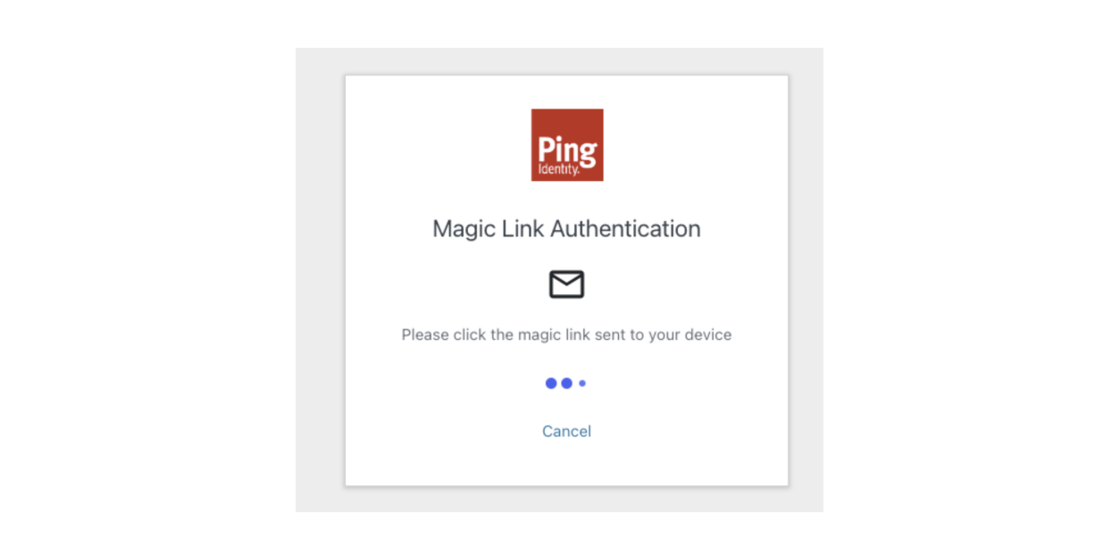 Ping
Identity.
Magic Link Authentication
Please click the magic link sent to your device
Cancel